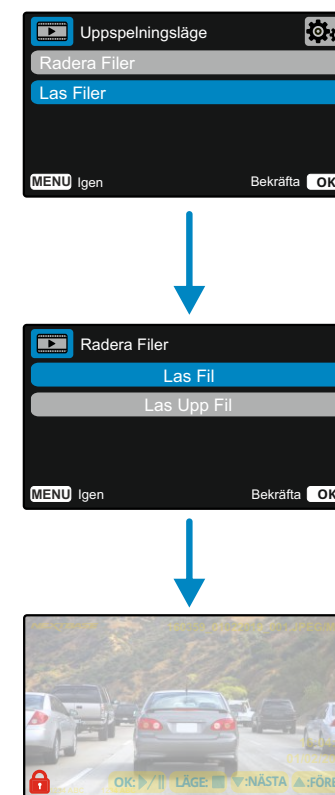 Uppspelningsläge
Radera Filer
Las Filer
MENU Igen Bekräfta OK
Radera Filer
Las Fil
Las Upp Fil
MENU Igen Bekräfta OK
OK: /|| LÄGE: ■ ▼:NÄSTA ▲:FÖRE